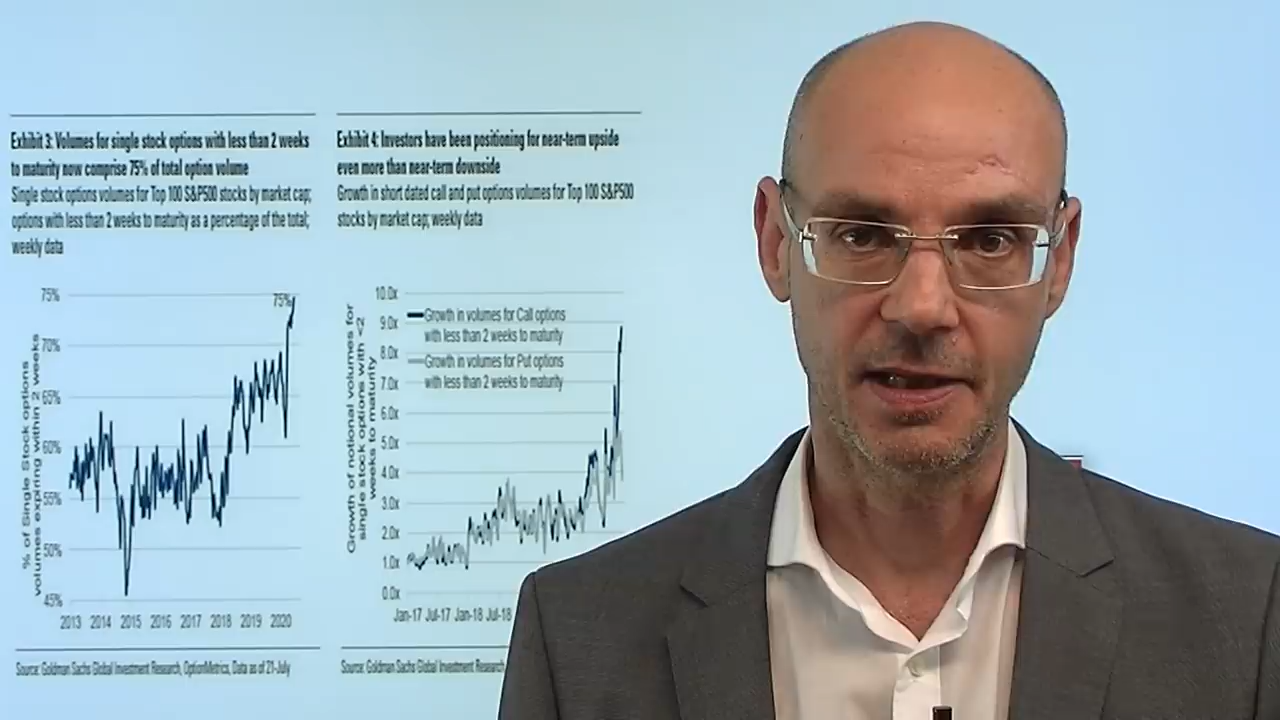 Exhibit 3: Volumes for single stock options with less than 2 weeks
to maturity now comprise 75% of total option volume
Single stock options volumes for Top 100 S&P500 stocks by market cap;
options with less than 2 weeks to maturity as a percentage of the total;
weekly data
75%
70%
65%
60%
55%
50%
45%
% of Single Stock options
volumes expiring within 2 weeks
75%
2013 2014 2015 2016 2017 2018 2019 2020
Source: Goldman Sachs Global Investment Research, OptionMetrics, Data as of 21-July
Exhibit 4: Investors have been positioning for near-term upside
even more than near-term downside
Growth in short dated call and put options volumes for Top 100 S&P500
stocks by market cap; weekly data
10.0x
9.0x
8.0x
7.0x
6.0x
5.0x
4.0x
3.0x
2.0x
1.0x
0.0x
Growth of notional volumes for
single stock options with <2
weeks to maturity
Growth in volumes for Call options
with less than 2 weeks to maturity
Growth in volumes for Put options
with less than 2 weeks to maturity
Jan-17 Jul-17 Jan-18 Jul-18
Source: Goldman Sachs Global Investment Research